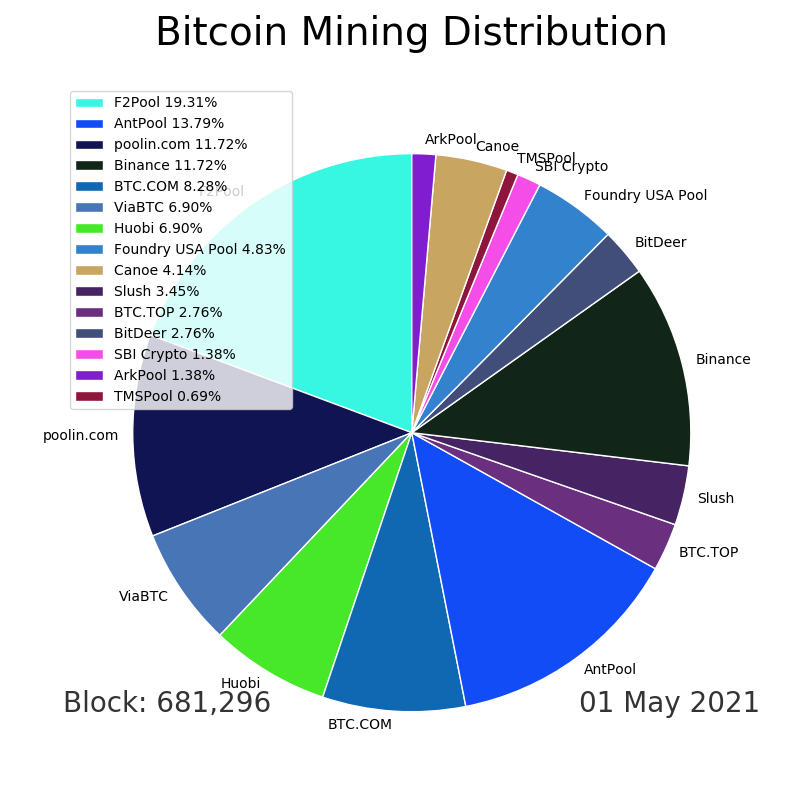 Bitcoin Mining Distribution
F2Pool 19.31%
AntPool 13.79%
poolin.com 11.72%
Binance 11.72%
BTC.COM 8.28%
ViaBTC 6.90%
Huobi 6.90%
Foundry USA Pool 4.83%
Canoe 4.14%
Slush 3.45%
BTC.TOP 2.76%
BitDeer 2.76%
SBI Crypto 1.38%
ArkPool 1.38%
TMSPool 0.69%
F2Pool
ArkPool
Canoe
TMSPool
SBI Crypto
Foundry USA Pool
BitDeer
Binance
Slush
BTC.TOP
AntPool
BTC.COM
Huobi
ViaBTC
poolin.com
Block: 681,296
01 May 2021